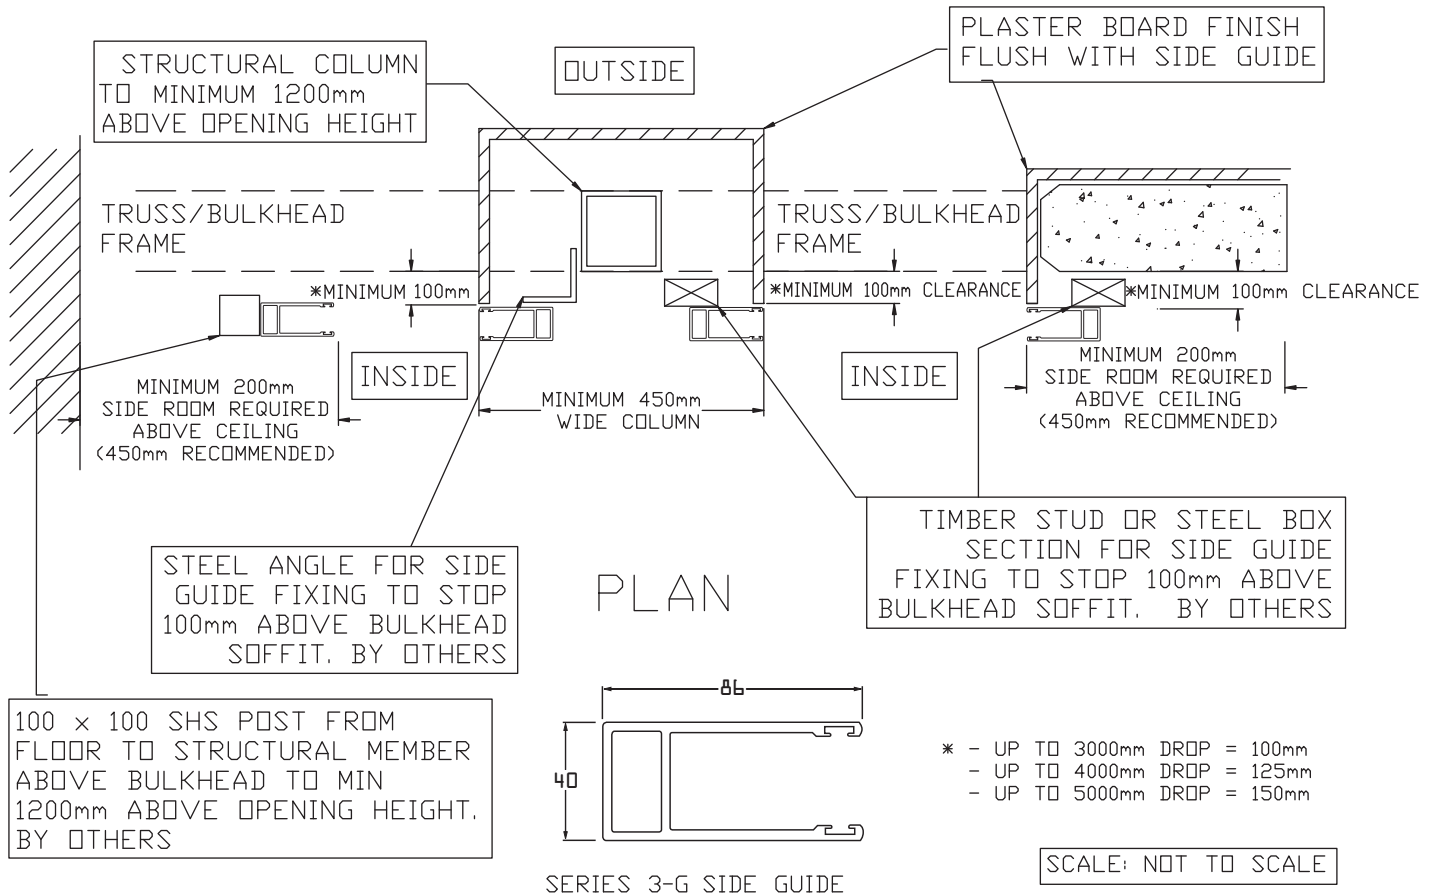 STRUCTURAL COLUMN
TO MINIMUM 1200mm
ABOVE OPENING HEIGHT
OUTSIDE
PLASTER BOARD FINISH
FLUSH WITH SIDE GUIDE
TRUSS/BULKHEAD
FRAME
TRUSS/BULKHEAD
FRAME
*MINIMUM 100mm
*MINIMUM 100mm CLEARANCE
*MINIMUM 100mm CLEARANCE
INSIDE
INSIDE
MINIMUM 200mm
SIDE ROOM REQUIRED
ABOVE CEILING
(450mm RECOMMENDED)
MINIMUM 450mm
WIDE COLUMN
MINIMUM 200mm
SIDE ROOM REQUIRED
ABOVE CEILING
(450mm RECOMMENDED)
STEEL ANGLE FOR SIDE
GUIDE FIXING TO STOP
100mm ABOVE BULKHEAD
SOFFIT. BY OTHERS
PLAN
TIMBER STUD OR STEEL BOX
SECTION FOR SIDE GUIDE
FIXING TO STOP 100mm ABOVE
BULKHEAD SOFFIT. BY OTHERS
100 x 100 SHS POST FROM
FLOOR TO STRUCTURAL MEMBER
ABOVE BULKHEAD TO MIN
1200mm ABOVE OPENING HEIGHT.
BY OTHERS
86
40
SERIES 3-G SIDE GUIDE
* - UP TO 3000mm DROP = 100mm
- UP TO 4000mm DROP = 125mm
- UP TO 5000mm DROP = 150mm
SCALE: NOT TO SCALE